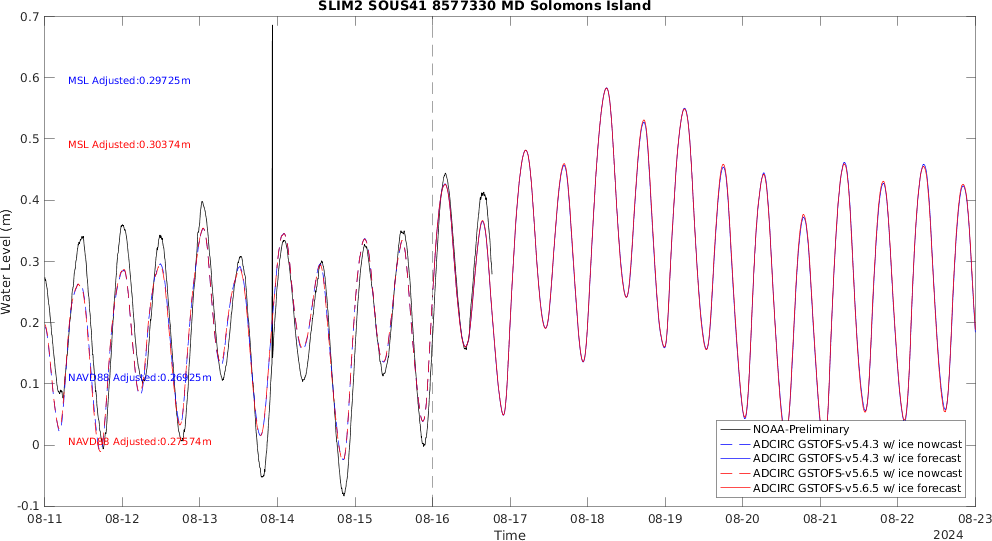 SLIM2 SOUS41 8577330 MD Solomons Island
0.7
0.6
0.5
0.4
0.3
0.2
0.1
0
-0.1
Water Level (m)
MSL Adjusted:0.29725m
MSL Adjusted:0.30374m
NAVD88 Adjusted:0.26925m
NAVD88 Adjusted:0.27574m
NOAA-Preliminary
ADCIRC GSTOFS-v5.4.3 w/ ice nowcast
ADCIRC GSTOFS-v5.4.3 w/ ice forecast
ADCIRC GSTOFS-v5.6.5 w/ ice nowcast
ADCIRC GSTOFS-v5.6.5 w/ ice forecast
08-11 08-12 08-13 08-14 08-15 08-16 08-17 08-18 08-19 08-20 08-21 08-22 08-23
Time
2024